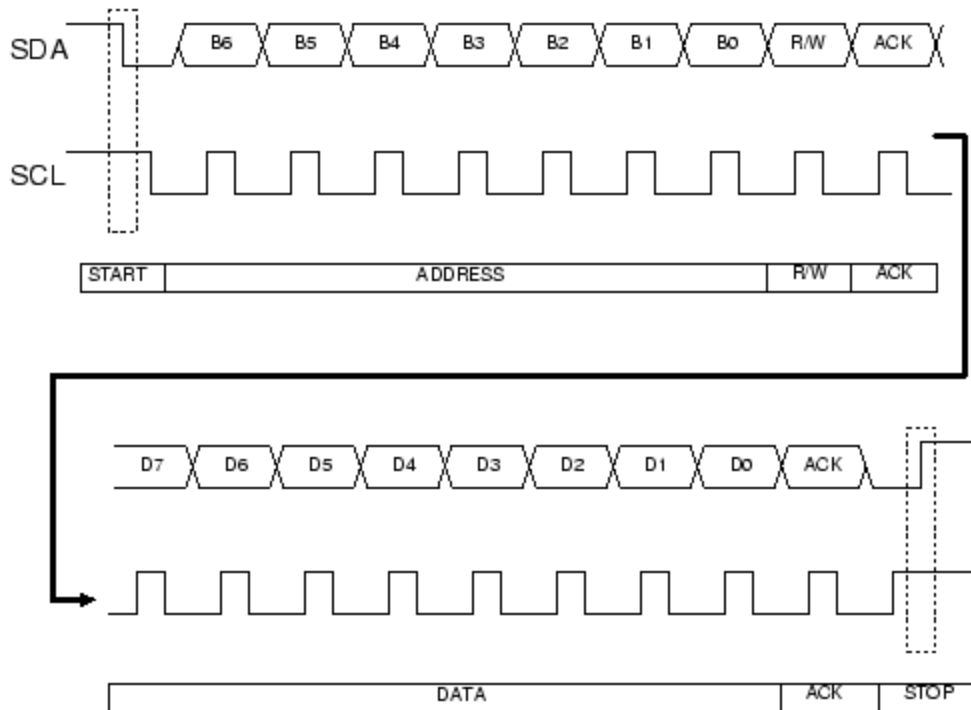 SDA B6 B5 B4 B3 B2 B1 B0 R/W ACK
SCL
START ADDRESS R/W ACK
D7 D6 D5 D4 D3 D2 D1 D0 ACK
DATA ACK STOP